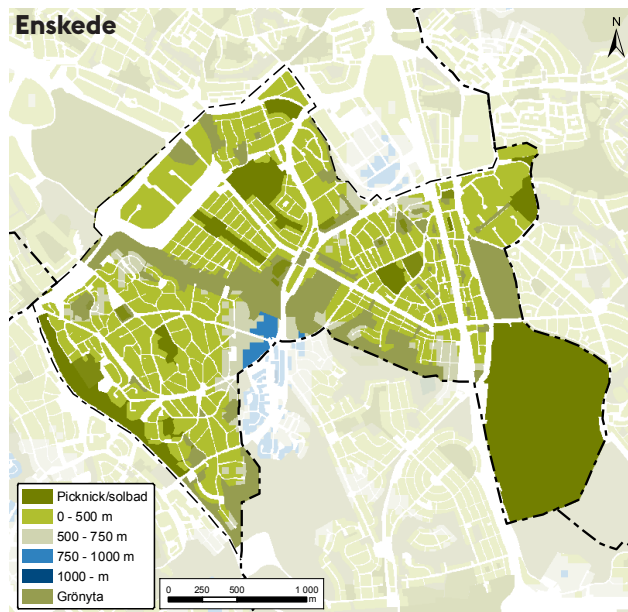 Enskede
N
Picknick/solbad
0 - 500 m
500 - 750 m
750 - 1000 m
1000 - m
Grönyta
0 250 500 1 000
m